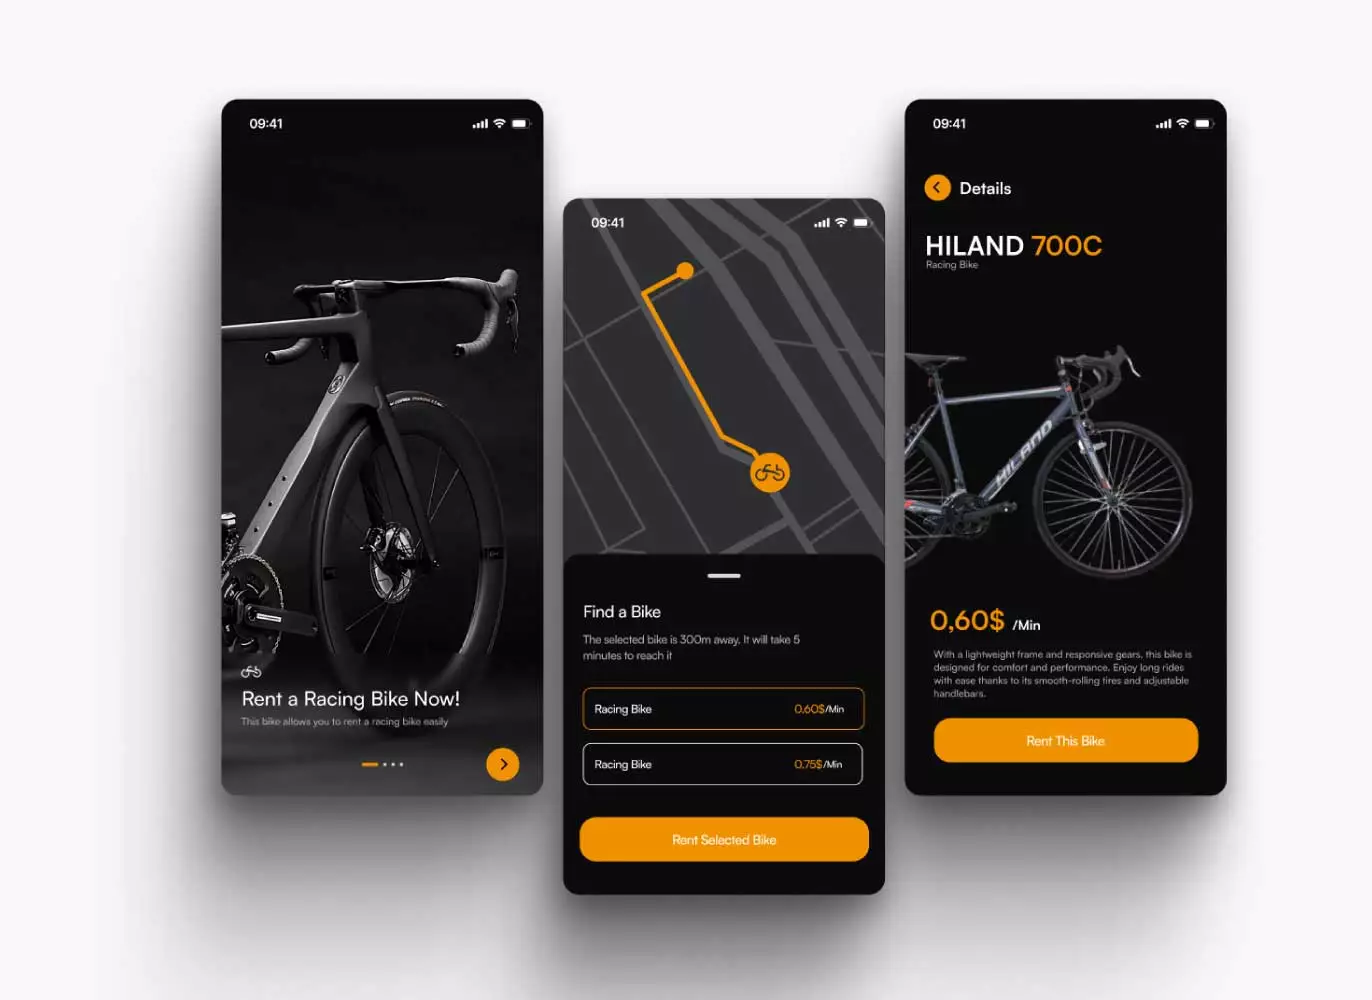 09:41
Rent a Racing Bike Now!
This bike allows you to rent a racing bike easily
09:41
Find a Bike
The selected bike is 300m away. It will take 5
minutes to reach it
Racing Bike 0.60$/Min
Racing Bike 0.75$/Min
Rent Selected Bike
09:41
Details
HILAND 700C
Racing Bike
HILAND
0,60$ /Min
With a lightweight frame and responsive gears, this bike is
designed for comfort and performance. Enjoy long rides
with ease thanks to its smooth-rolling tires and adjustable
handlebars.
Rent This Bike